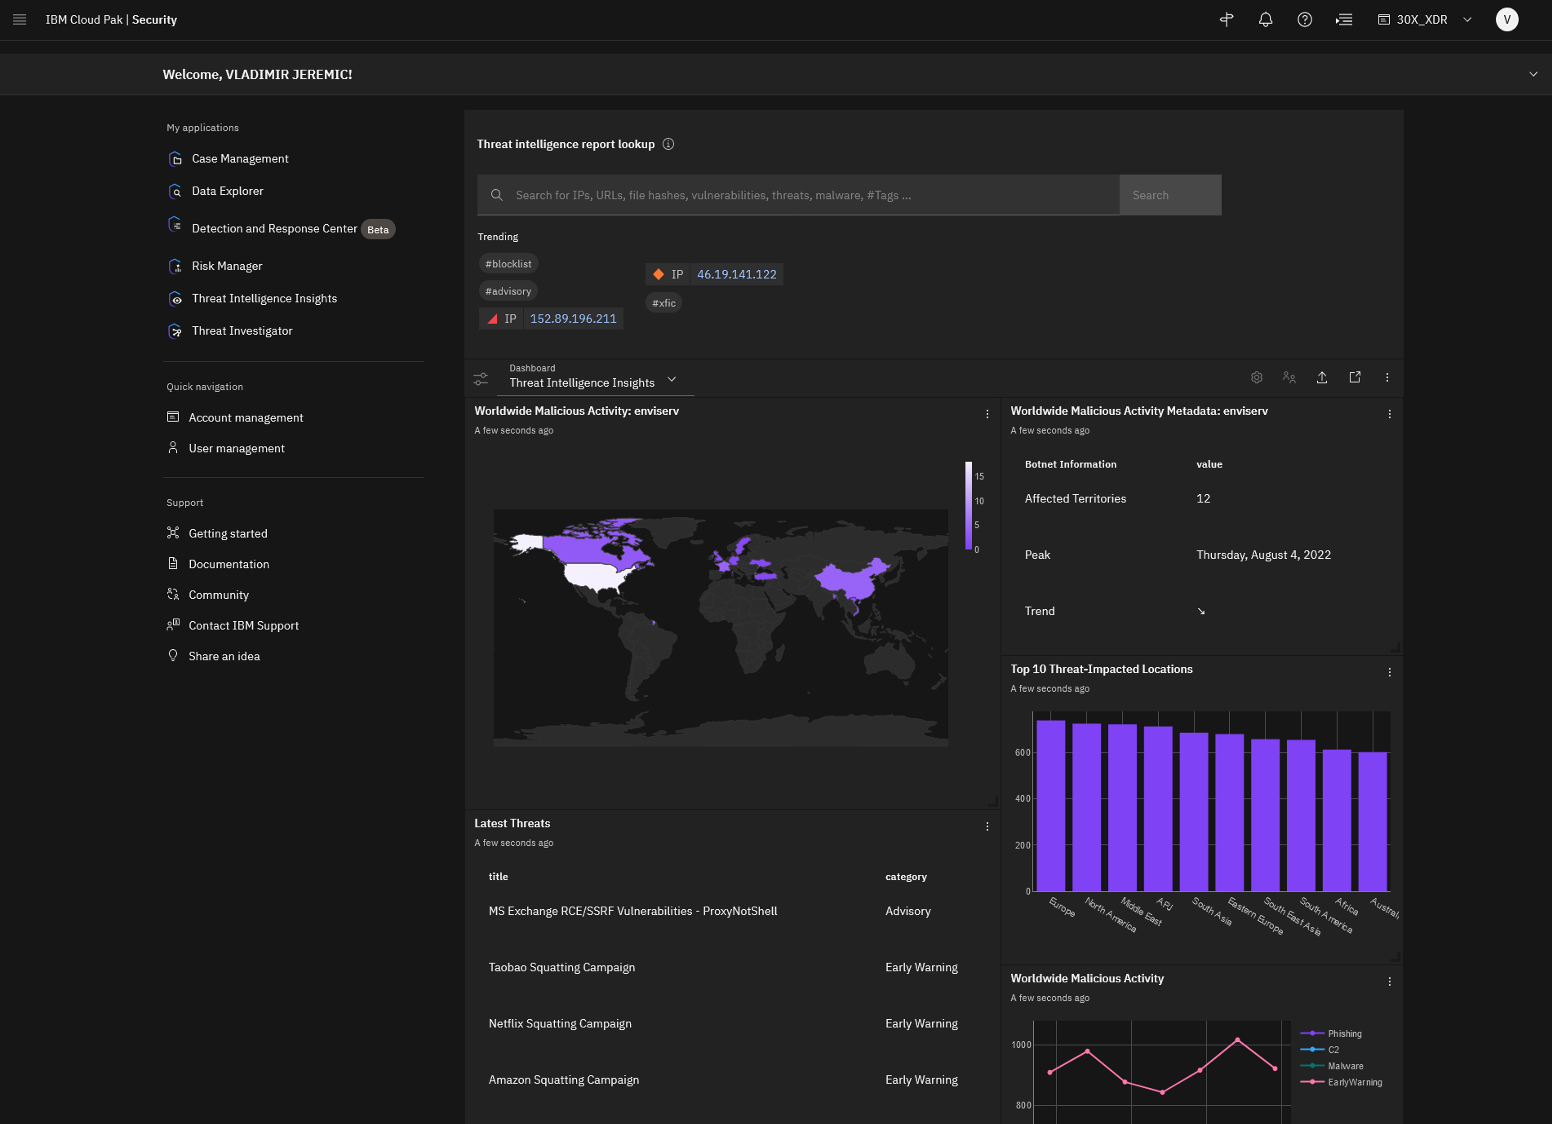 IBM Cloud Pak | Security
30X_XDR
V
Welcome, VLADIMIR JEREMIC!
My applications
Case Management
Data Explorer
Detection and Response Center Beta
Risk Manager
Threat Intelligence Insights
Threat Investigator
Quick navigation
Account management
User management
Support
Getting started
Documentation
Community
Contact IBM Support
Share an idea
Threat intelligence report lookup
Search for IPs, URLs, file hashes, vulnerabilities, threats, malware, #Tags ...
Search
Trending
#blocklist
#advisory
IP 152.89.196.211
IP 46.19.141.122
#xfic
Dashboard
Threat Intelligence Insights
Worldwide Malicious Activity: enviserv
A few seconds ago
15
10
5
0
Worldwide Malicious Activity Metadata: enviserv
A few seconds ago
Botnet Information value
Affected Territories 12
Peak Thursday, August 4, 2022
Trend ↘
Top 10 Threat-Impacted Locations
A few seconds ago
600
400
200
0
Europe
North America
Middle East
APJ
South Asia
Eastern Europe
South East Asia
South America
Africa
Austral
Latest Threats
A few seconds ago
title category
MS Exchange RCE/SSRF Vulnerabilities - ProxyNotShell Advisory
Taobao Squatting Campaign Early Warning
Netflix Squatting Campaign Early Warning
Amazon Squatting Campaign Early Warning
Worldwide Malicious Activity
A few seconds ago
1000
800
Phishing
C2
Malware
EarlyWarning